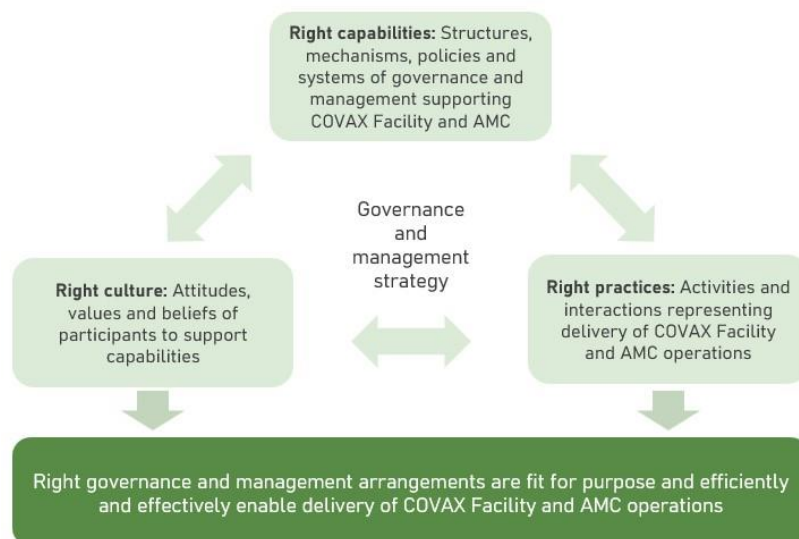 Right capabilities: Structures,
mechanisms, policies and
systems of governance and
management supporting
COVAX Facility and AMC
Governance
and
management
strategy
Right culture: Attitudes,
values and beliefs of
participants to support
capabilities
Right practices: Activities and
interactions representing
delivery of COVAX Facility
and AMC operations
Right governance and management arrangements are fit for purpose and efficiently
and effectively enable delivery of COVAX Facility and AMC operations